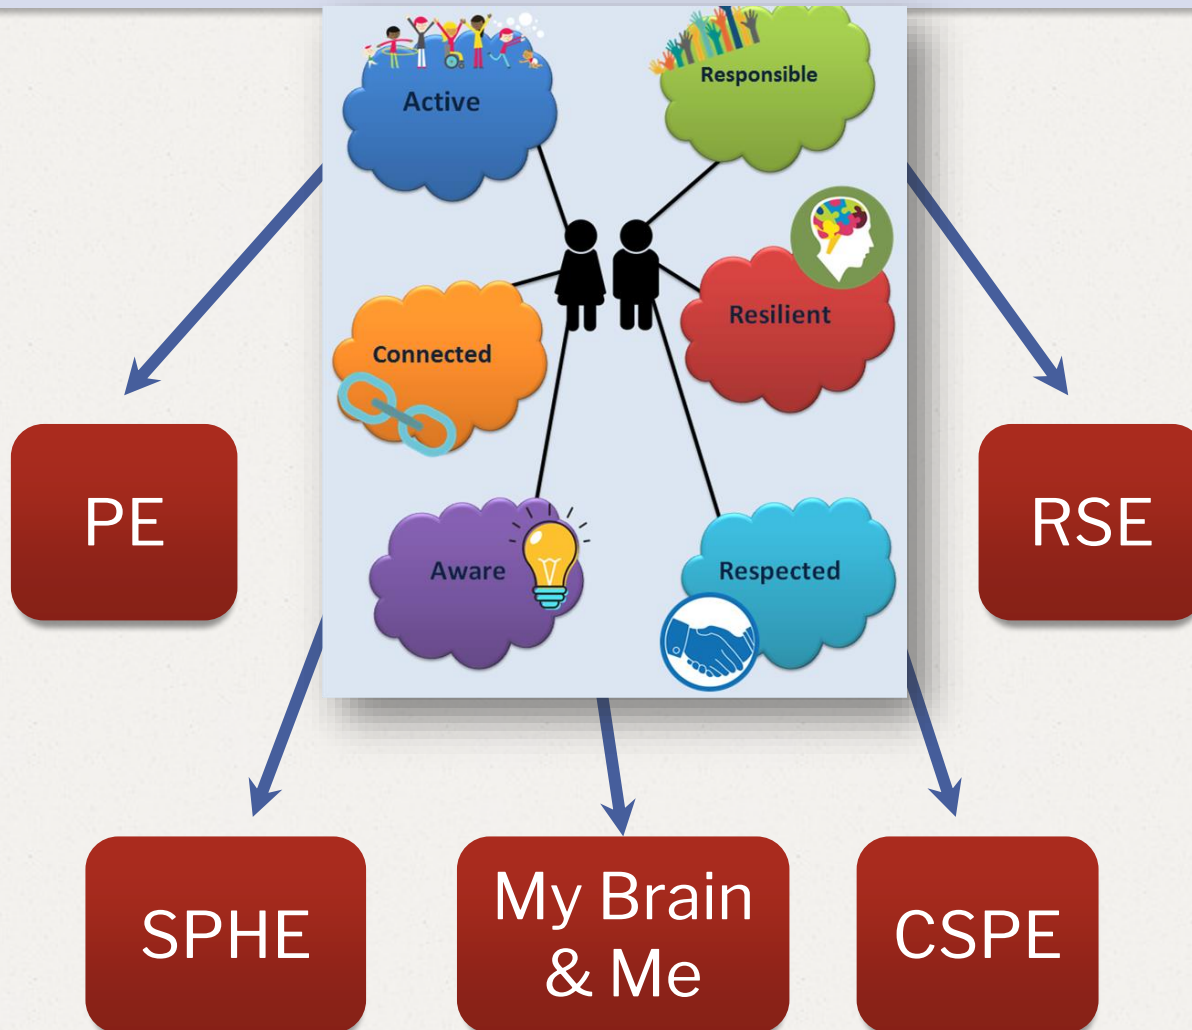 Active
Responsible
Resilient
Connected
Aware
Respected
PE
RSE
SPHE
My Brain
& Me
CSPE